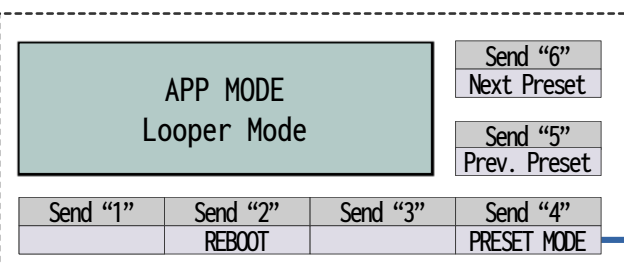 Send “6”
Next Preset
APP MODE
Looper Mode
Send “5”
Prev. Preset
Send “1” Send “2” Send “3” Send “4”
REBOOT PRESET MODE